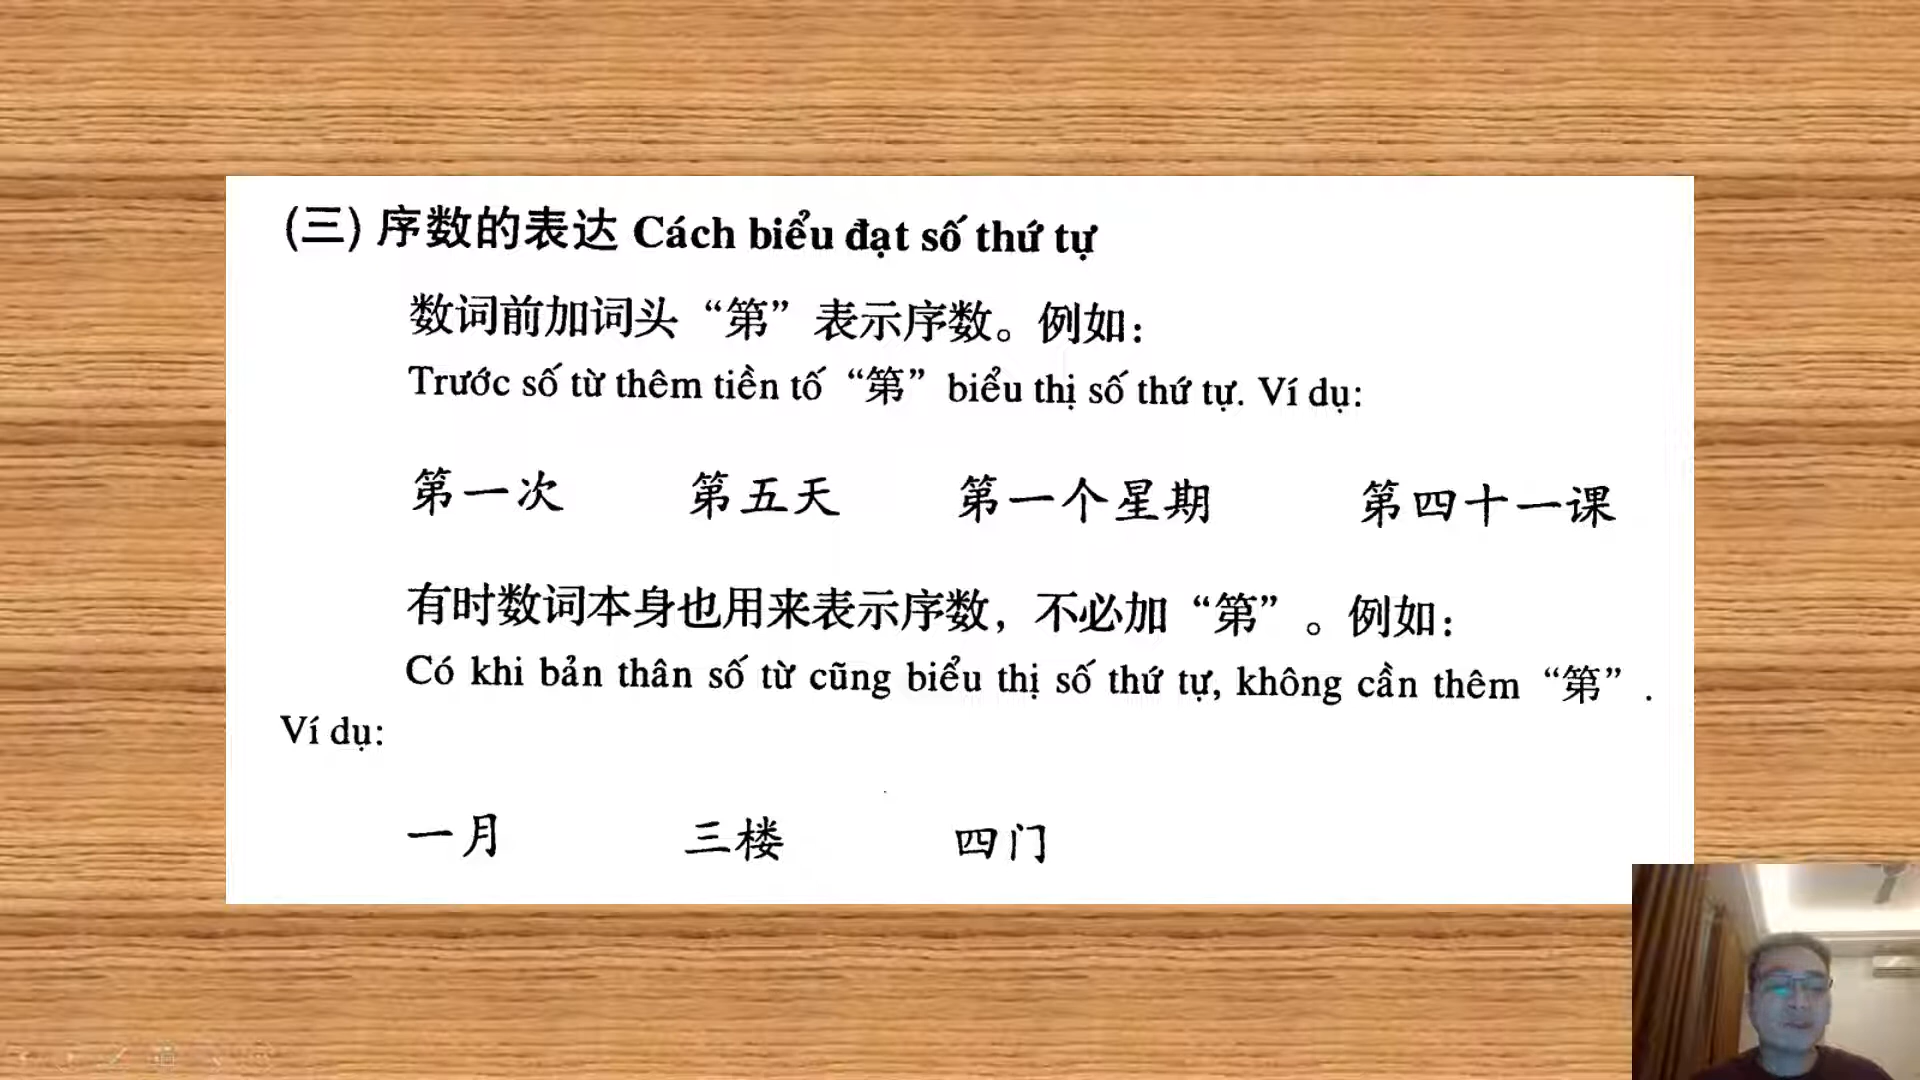 (三) 序数的表达 Cách biểu đạt số thứ tự
数词前加词头“第”表示序数。例如：
Trước số từ thêm tiền tố “第” biểu thị số thứ tự. Ví dụ:
第一次 第五天 第一个星期 第四十一课
有时数词本身也用来表示序数，不必加“第”。例如：
Có khi bản thân số từ cũng biểu thị số thứ tự, không cần thêm “第”.
Ví dụ:
一月 三楼 四门